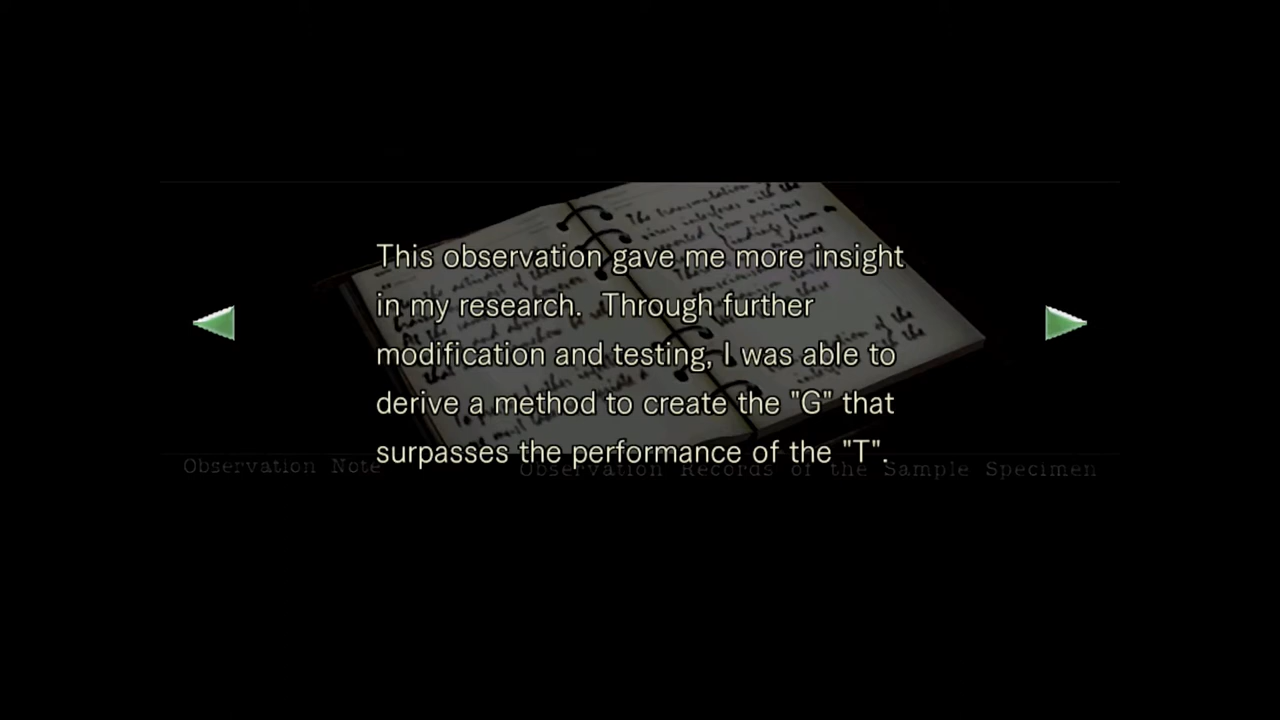 This observation gave me more insight
in my research.  Through further
modification and testing, I was able to
derive a method to create the "G" that
surpasses the performance of the "T".
Observation Note
Observation Records of the Sample Specimen